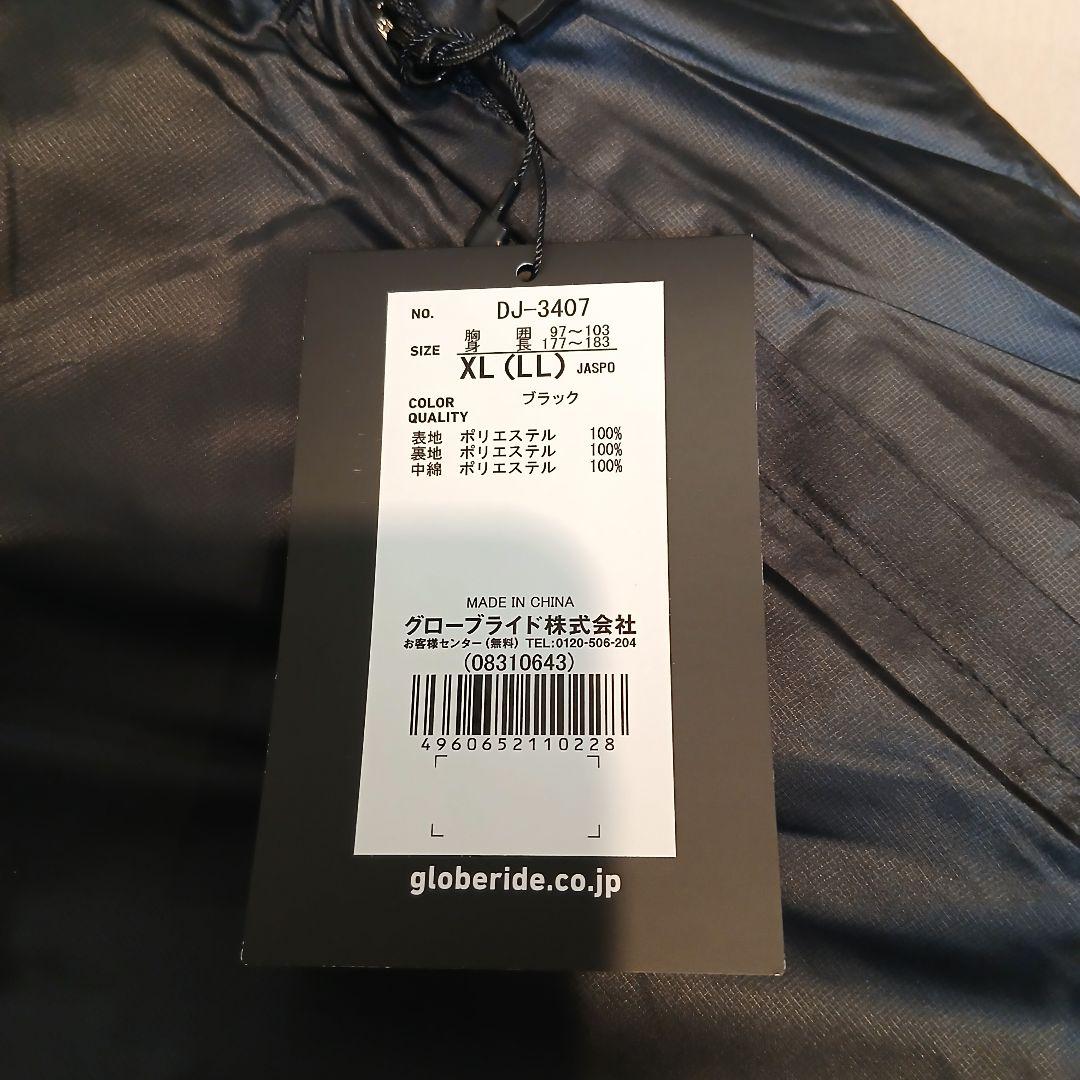 NO. DJ-3407
胸囲 97～103
SIZE 身長 177～183
XL(LL) JASPO
COLOR ブラック
QUALITY
表地 ポリエステル 100%
裏地 ポリエステル 100%
中綿 ポリエステル 100%
MADE IN CHINA
グローブライド株式会社
お客様センター(無料) TEL:0120-506-204
(08310643)
4960652110228
globeride.co.jp